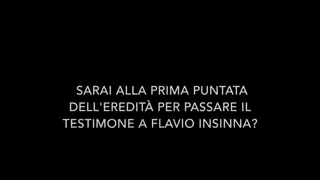 SARAI ALLA PRIMA PUNTATA
DELL'EREDITÀ PER PASSARE IL
TESTIMONE A FLAVIO INSINNA?